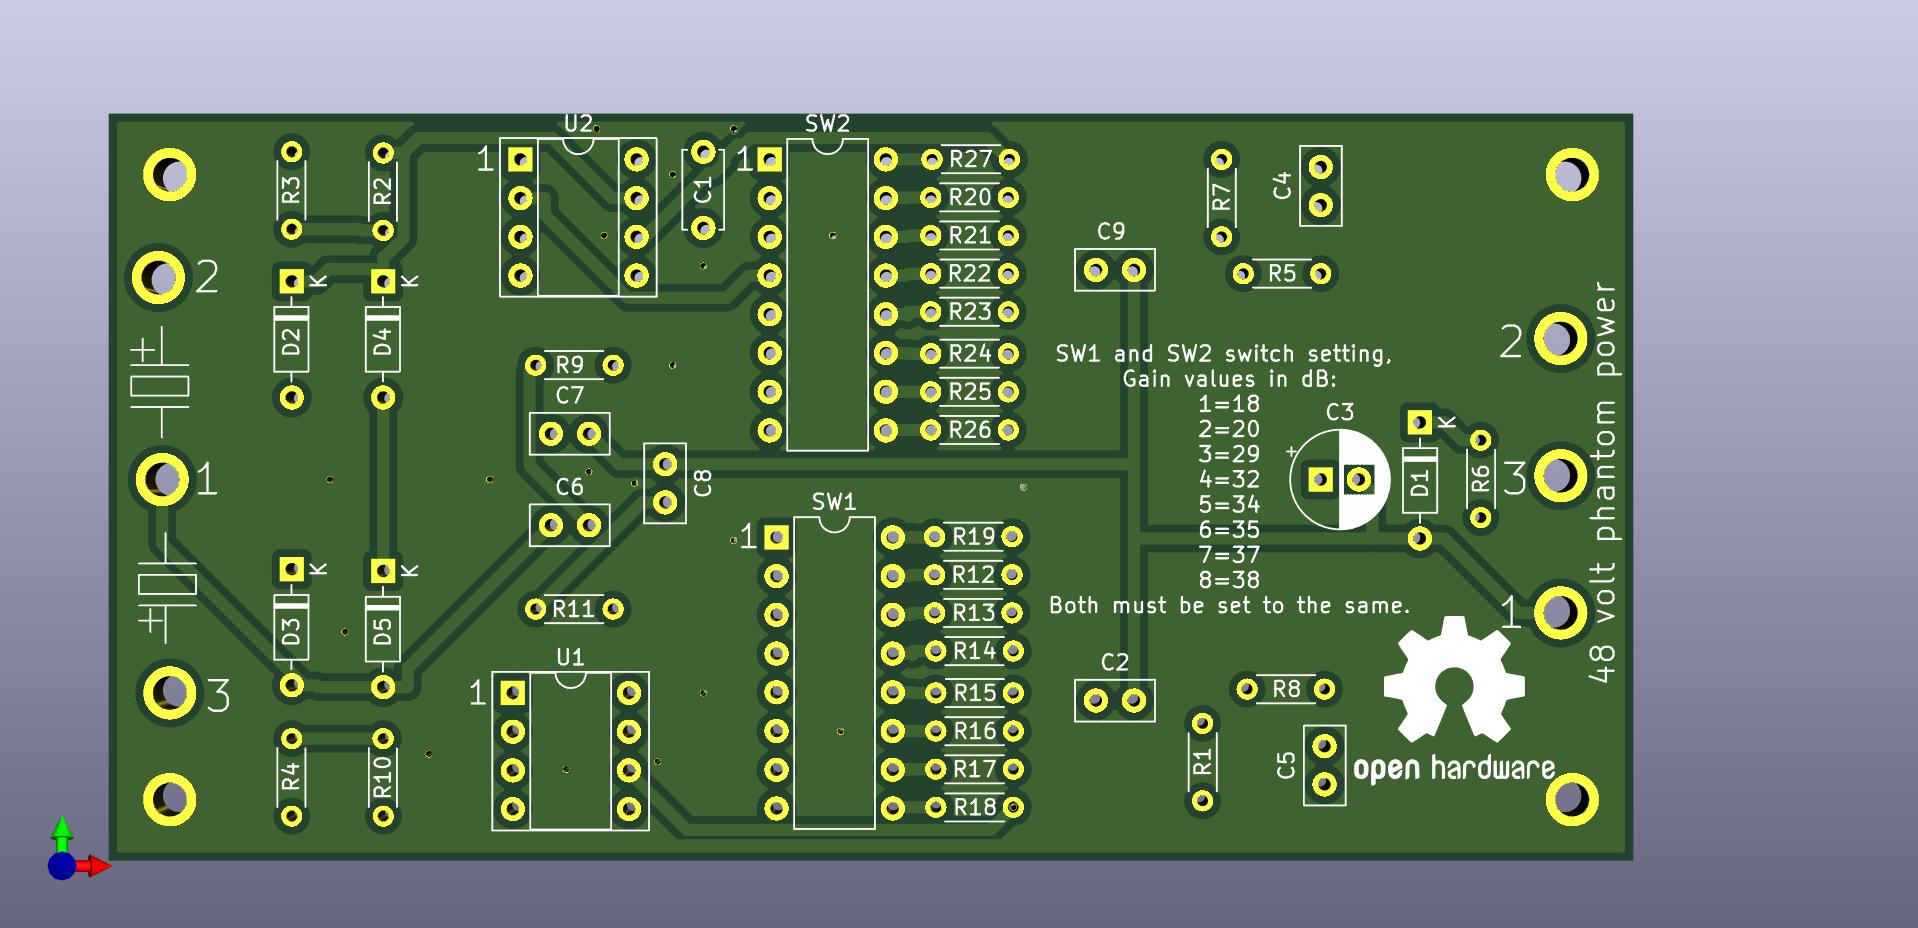 U2
SW2
1
1
R3
R2
C1
R27
R20
R21
R22
R23
R24
R25
R26
C9
R7
C4
R5
2
K
K
D2
D4
+
R9
C7
C6
C8
1
SW1 and SW2 switch setting,
Gain values in dB:
1=18
2=20
3=29
4=32
5=34
6=35
7=37
8=38
Both must be set to the same.
C3
+
K
D1
R6
2
3
1
48 volt phantom power
SW1
1
R19
R12
R13
R14
R15
R16
R17
R18
K
K
D3
D5
+
R11
U1
1
3
R4
R10
C2
R8
R1
C5
open hardware